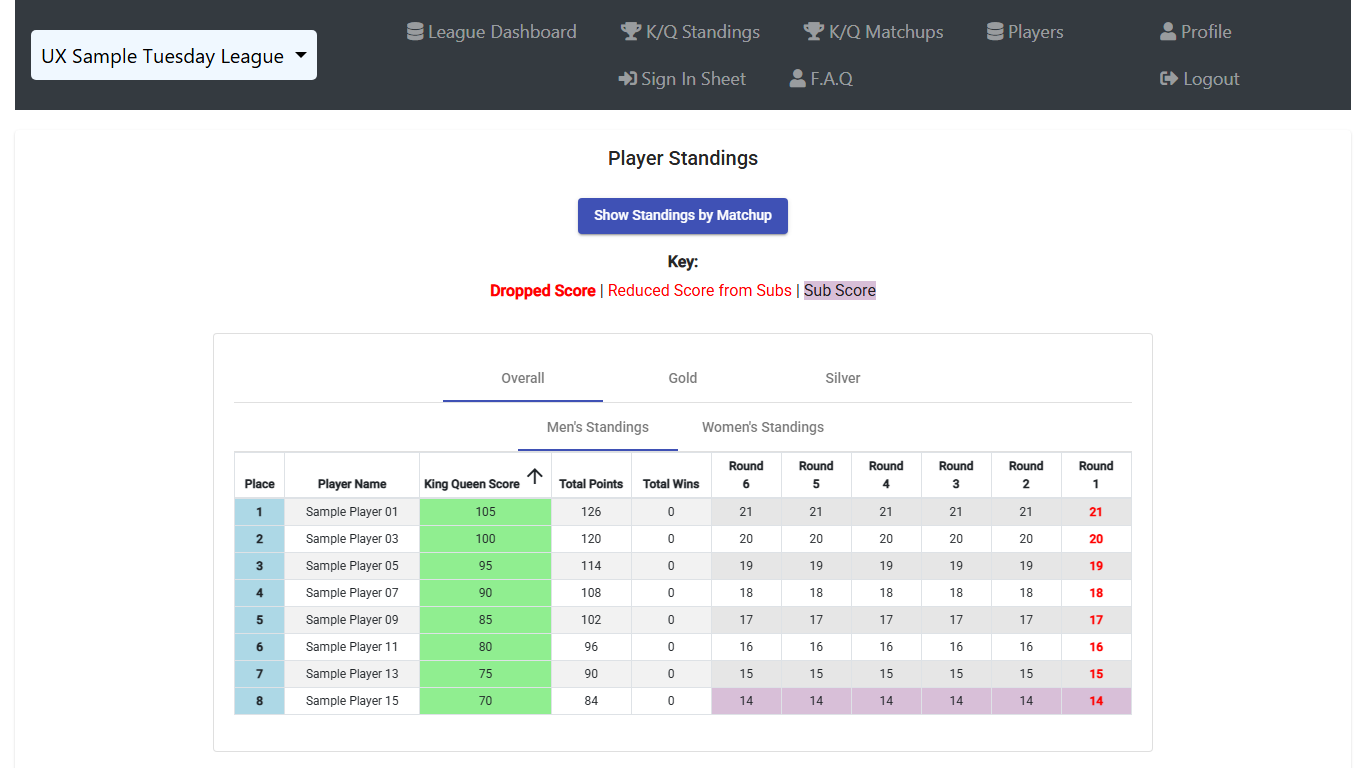 UX Sample Tuesday League
League Dashboard K/Q Standings K/Q Matchups Players Profile
Sign In Sheet F.A.Q Logout
Player Standings
Show Standings by Matchup
Key:
Dropped Score | Reduced Score from Subs | Sub Score
Overall Gold Silver
Men's Standings Women's Standings
Place Player Name King Queen Score Total Points Total Wins Round 6 Round 5 Round 4 Round 3 Round 2 Round 1
1 Sample Player 01 105 126 0 21 21 21 21 21 21
2 Sample Player 03 100 120 0 20 20 20 20 20 20
3 Sample Player 05 95 114 0 19 19 19 19 19 19
4 Sample Player 07 90 108 0 18 18 18 18 18 18
5 Sample Player 09 85 102 0 17 17 17 17 17 17
6 Sample Player 11 80 96 0 16 16 16 16 16 16
7 Sample Player 13 75 90 0 15 15 15 15 15 15
8 Sample Player 15 70 84 0 14 14 14 14 14 14